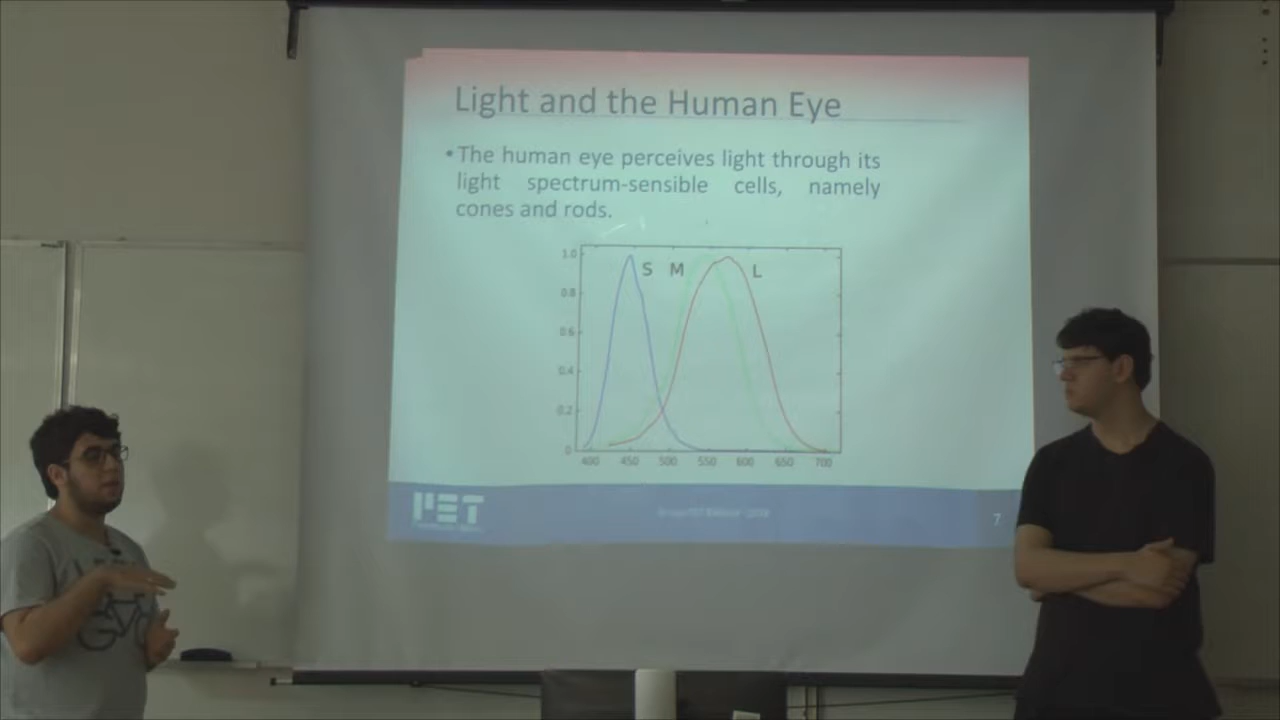 Light and the Human Eye
•The human eye perceives light through its
light spectrum-sensible cells, namely
cones and rods.
S M L
1.0
0.8
0.6
0.4
0.2
0
400 450 500 550 600 650 700
PET
7